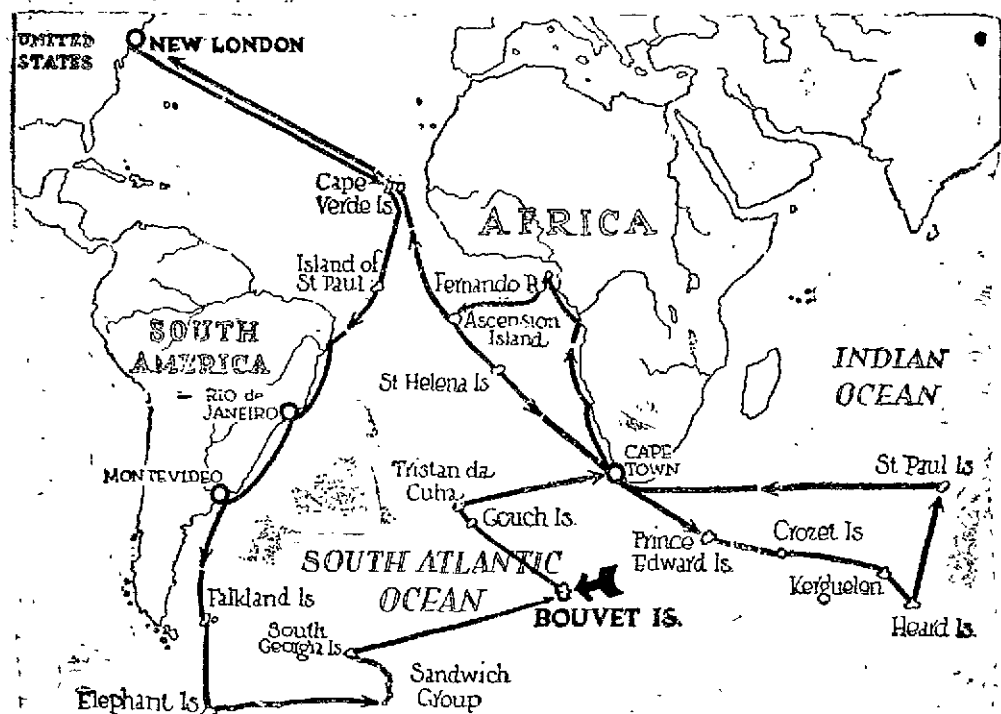 UNITED
STATES
NEW LONDON
Cape
Verde Is.
AFRICA
Island of
St Paul
Fernando P.
Ascension
Island
SOUTH
AMERICA
INDIAN
OCEAN
St Helena Is
RIO de
JANEIRO
CAPE
TOWN
St Paul Is
MONTEVIDEO
Tristan da
Cuha
Gouch Is.
Prince
Edward Is.
Crozet Is
SOUTH ATLANTIC
OCEAN
Kerguelen
Falkland Is
BOUVET IS.
Heard Is.
South
Georgia Is.
Sandwich
Group
Elephant Is.